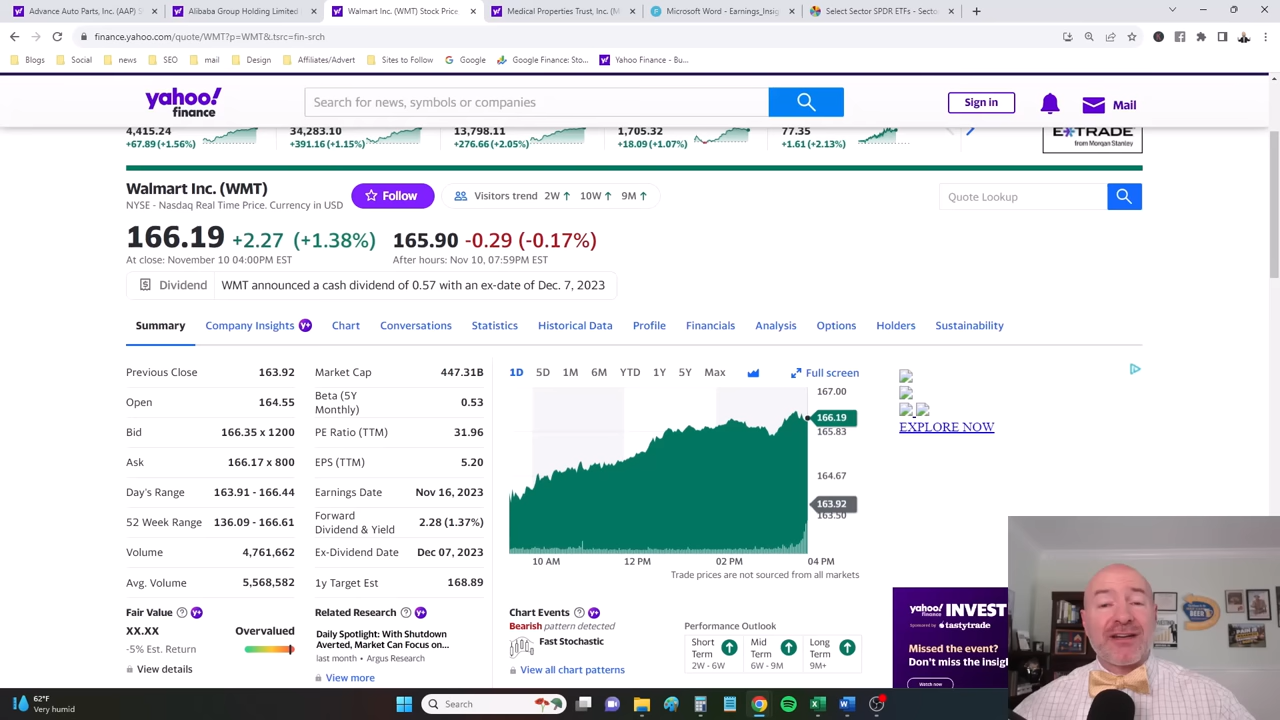 Advance Auto Parts, Inc. (AAP) S
Alibaba Group Holding Limited
Walmart Inc. (WMT) Stock Price
Medical Properties Trust, Inc. (M
Microsoft Word - Earnings_Insig
Select Sector SPDR ETFs - Secto
finance.yahoo.com/quote/WMT?p=WMT&.tsrc=fin-srch
Blogs
Social
news
SEO
mail
Design
Affiliates/Advert
Sites to Follow
Google
Google Finance: Sto...
Yahoo Finance - Bu...
yahoo!
finance
Search for news, symbols or companies
Sign in
Mail
4,415.24
34,283.10
13,798.11
1,705.32
77.35
+67.89 (+1.56%)
+391.16 (+1.15%)
+276.66 (+2.05%)
+18.09 (+1.07%)
+1.61 (+2.13%)
E*TRADE
from Morgan Stanley
Walmart Inc. (WMT)
NYSE - Nasdaq Real Time Price. Currency in USD
Follow
Visitors trend 2W 10W 9M
Quote Lookup
166.19 +2.27 (+1.38%)
At close: November 10 04:00PM EST
165.90 -0.29 (-0.17%)
After hours: Nov 10, 07:59PM EST
Dividend
WMT announced a cash dividend of 0.57 with an ex-date of Dec. 7, 2023
Summary
Company Insights
Chart
Conversations
Statistics
Historical Data
Profile
Financials
Analysis
Options
Holders
Sustainability
Previous Close 163.92
Open 164.55
Bid 166.35 x 1200
Ask 166.17 x 800
Day's Range 163.91 - 166.44
52 Week Range 136.09 - 166.61
Volume 4,761,662
Avg. Volume 5,568,582
Market Cap 447.31B
Beta (5Y
Monthly) 0.53
PE Ratio (TTM) 31.96
EPS (TTM) 5.20
Earnings Date Nov 16, 2023
Forward
Dividend & Yield 2.28 (1.37%)
Ex-Dividend Date Dec 07, 2023
1y Target Est 168.89
1D 5D 1M 6M YTD 1Y 5Y Max
Full screen
167.00
166.19
165.83
164.67
163.92
163.50
10 AM 12 PM 02 PM 04 PM
Trade prices are not sourced from all markets
EXPLORE NOW
Fair Value
XX.XX Overvalued
-5% Est. Return
View details
Related Research
Daily Spotlight: With Shutdown
Averted, Market Can Focus on...
last month • Argus Research
View more
Chart Events
Bearish pattern detected
Fast Stochastic
View all chart patterns
Performance Outlook
Short
Term
2W - 6W
Mid
Term
6W - 9M
Long
Term
9M+
yahoo!
finance
INVEST
Sponsored by tastytrade
Missed the event?
Don't miss the insig
Watch now
62°F
Very humid
Search